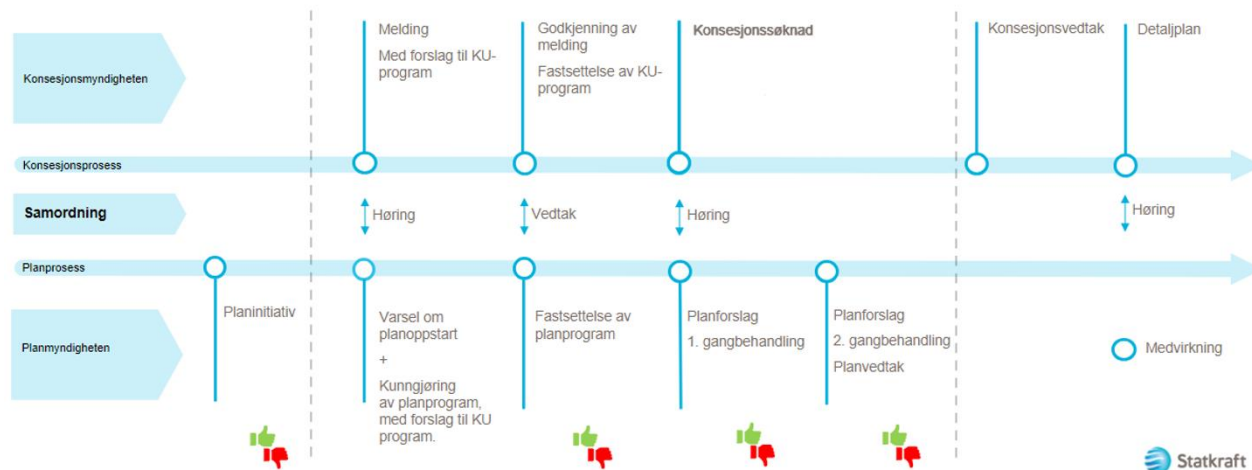 Konsesjonsmyndigheten
Melding
Med forslag til KU-
program
Godkjenning av
melding
Fastsettelse av KU-
program
Konsesjonssøknad
Konsesjonsvedtak
Detaljplan
Konsesjonsprosess
Samordning
Høring
Vedtak
Høring
Høring
Planprosess
Planmyndigheten
Planinitiativ
Varsel om
planoppstart
+
Kunngjøring
av planprogram,
med forslag til KU
program.
Fastsettelse av
planprogram
Planforslag
1. gangbehandling
Planforslag
2. gangbehandling
Planvedtak
Medvirkning
Statkraft